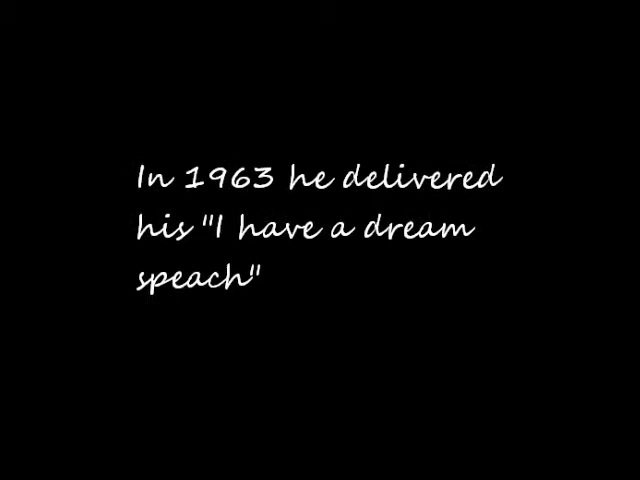 In 1963 he delivered
his "I have a dream
speach"